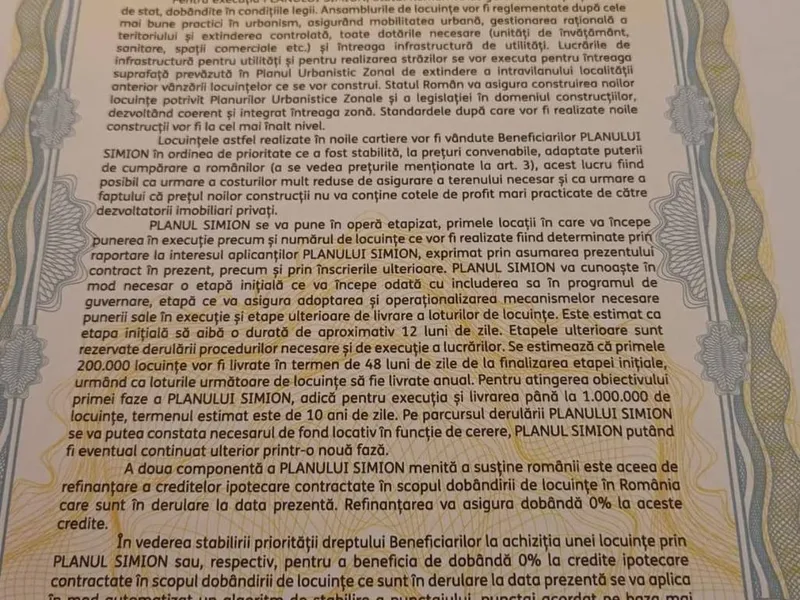 Pentru execuția PLANULUI SIMION
de stat, dobândite în condițiile legii. Ansamblurile de locuințe vor fi reglementate după cele
mai bune practici în urbanism, asigurând mobilitatea urbană, gestionarea rațională a
teritoriului și extinderea controlată, toate dotările necesare (unități de învățământ,
sanitare, spații comerciale etc.) și întreaga infrastructură de utilități. Lucrările de
infrastructură pentru utilități și pentru realizarea străzilor se vor executa pentru întreaga
suprafață prevăzută în Planul Urbanistic Zonal de extindere a intravilanului localității
anterior vânzării locuințelor ce se vor construi. Statul Român va asigura construirea noilor
locuințe potrivit Planurilor Urbanistice Zonale și a legislației în domeniul construcțiilor,
dezvoltând coerent și integrat întreaga zonă. Standardele după care vor fi realizate noile
construcții vor fi la cel mai înalt nivel.
Locuințele astfel realizate în noile cartiere vor fi vândute Beneficiarilor PLANULUI
SIMION în ordinea de prioritate ce a fost stabilită, la prețuri convenabile, adaptate puterii
de cumpărare a românilor (a se vedea prețurile menționate la art. 3), acest lucru fiind
posibil ca urmare a costurilor mult reduse de asigurare a terenului necesar și ca urmare a
faptului că prețul noilor construcții nu va conține cotele de profit mari practicate de către
dezvoltatorii imobiliari privați.
PLANUL SIMION se va pune în operă etapizat, primele locații în care va începe
punerea în execuție precum și numărul de locuințe ce vor fi realizate fiind determinate prin
raportare la interesul aplicanților PLANULUI SIMION, exprimat prin asumarea prezentului
contract în prezent, precum și prin înscrierile ulterioare. PLANUL SIMION va cunoaște în
mod necesar o etapă inițială ce va începe odată cu includerea sa în programul de
guvernare, etapă ce va asigura adoptarea și operaționalizarea mecanismelor necesare
punerii sale în execuție și etape ulterioare de livrare a loturilor de locuințe. Este estimat ca
etapa inițială să aibă o durată de aproximativ 12 luni de zile. Etapele ulterioare sunt
rezervate derulării procedurilor necesare și de execuție a lucrărilor. Se estimează că primele
200.000 locuințe vor fi livrate în termen de 48 luni de zile de la finalizarea etapei inițiale,
urmând ca loturile următoare de locuințe să fie livrate anual. Pentru atingerea obiectivului
primei faze a PLANULUI SIMION, adică pentru execuția și livrarea până la 1.000.000 de
locuințe, termenul estimat este de 10 ani de zile. Pe parcursul derulării PLANULUI SIMION
se va putea constata necesarul de fond locativ în funcție de cerere, PLANUL SIMION putând
fi eventual continuat ulterior printr-o nouă fază.
A doua componentă a PLANULUI SIMION menită a susține românii este aceea de
refinanțare a creditelor ipotecare contractate în scopul dobândirii de locuințe în România
care sunt în derulare la data prezentă. Refinanțarea va asigura dobândă 0% la aceste
credite.
În vederea stabilirii priorității dreptului Beneficiarilor la achiziția unei locuințe prin
PLANUL SIMION sau, respectiv, pentru a beneficia de dobândă 0% la credite ipotecare
contractate în scopul dobândirii de locuințe ce sunt în derulare la data prezentă se va aplica
în mod automatizat un algoritm de stabilire a punctajului, punctaj acordat pe baza mai